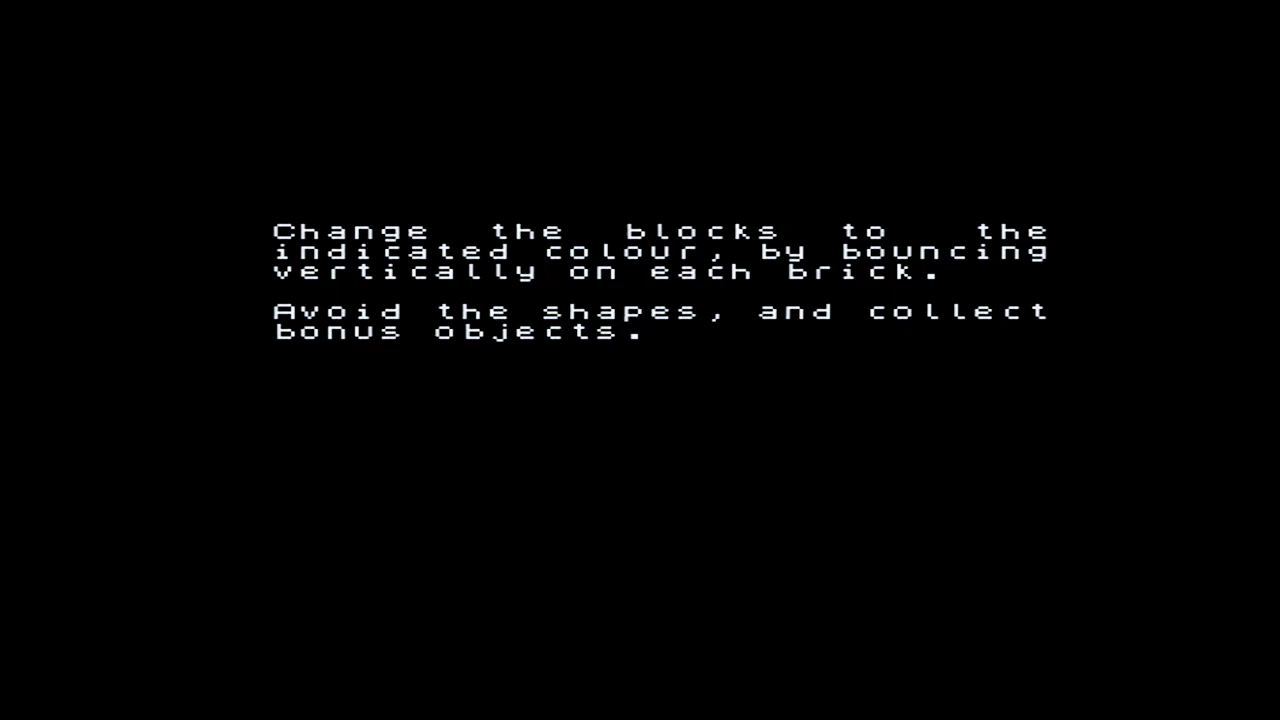 Change the blocks to the
indicated colour, by bouncing
vertically on each brick.
Avoid the shapes, and collect
bonus objects.